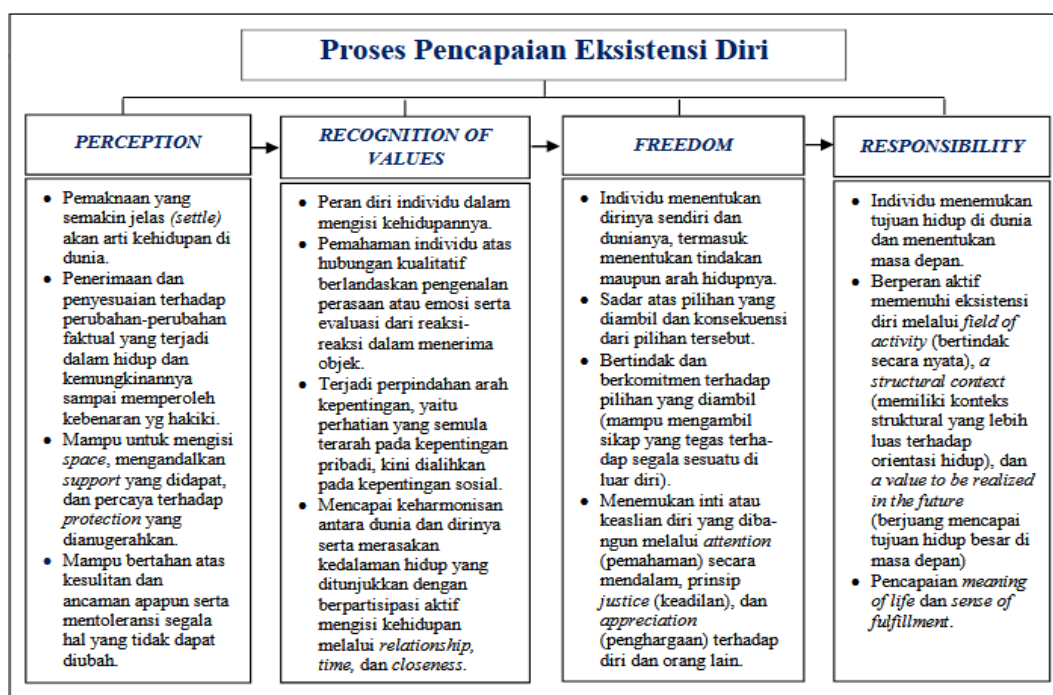 Proses Pencapaian Eksistensi Diri
PERCEPTION
• Pemaknaan yang
semakin jelas (settle)
akan arti kehidupan di
dunia.
• Penerimaan dan
penyesuaian terhadap
perubahan-perubahan
faktual yang terjadi
dalam hidup dan
kemungkinannya
sampai memperoleh
kebenaran yg hakiki.
• Mampu untuk mengisi
space, mengandalkan
support yang didapat,
dan percaya terhadap
protection yang
dianugerahkan.
• Mampu bertahan atas
kesulitan dan
ancaman apapun serta
mentoleransi segala
hal yang tidak dapat
diubah.
RECOGNITION OF
VALUES
• Peran diri individu dalam
mengisi kehidupannya.
• Pemahaman individu atas
hubungan kualitatif
berlandaskan pengenalan
perasaan atau emosi serta
evaluasi dari reaksi-
reaksi dalam menerima
objek.
• Terjadi perpindahan arah
kepentingan, yaitu
perhatian yang semula
terarah pada kepentingan
pribadi, kini dialihkan
pada kepentingan sosial.
• Mencapai keharmonisan
antara dunia dan dirinya
serta merasakan
kedalaman hidup yang
ditunjukkan dengan
berpartisipasi aktif
mengisi kehidupan
melalui relationship,
time, dan closeness.
FREEDOM
• Individu menentukan
dirinya sendiri dan
dunianya, termasuk
menentukan tindakan
maupun arah hidupnya.
• Sadar atas pilihan yang
diambil dan konsekuensi
dari pilihan tersebut.
• Bertindak dan
berkomitmen terhadap
pilihan yang diambil
(mampu mengambil
sikap yang tegas terha-
dap segala sesuatu di
luar diri).
• Menemukan inti atau
keaslian diri yang diba-
ngun melalui attention
(pemahaman) secara
mendalam, prinsip
justice (keadilan), dan
appreciation
(penghargaan) terhadap
diri dan orang lain.
RESPONSIBILITY
• Individu menemukan
tujuan hidup di dunia
dan menentukan
masa depan.
• Berperan aktif
memenuhi eksistensi
diri melalui field of
activity (bertindak
secara nyata), a
structural context
(memiliki konteks
struktural yang lebih
luas terhadap
orientasi hidup), dan
a value to be realized
in the future
(berjuang mencapai
tujuan hidup besar di
masa depan)
• Pencapaian meaning
of life dan sense of
fulfillment.